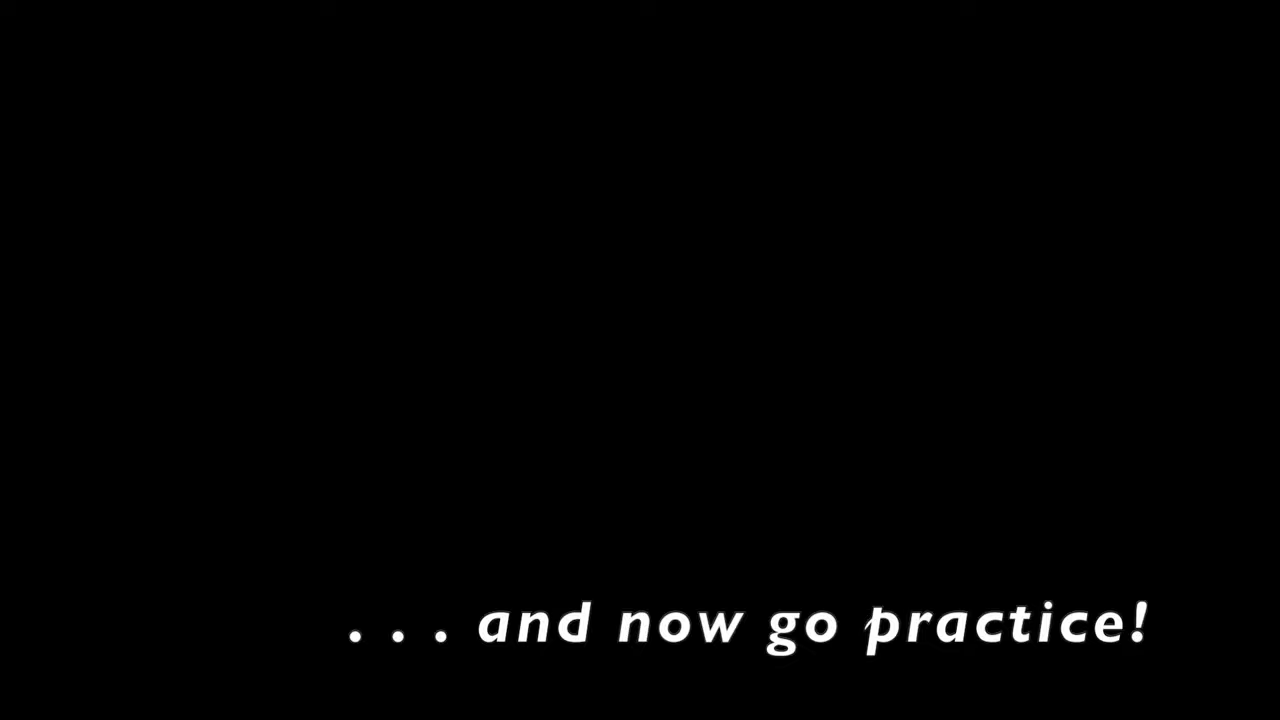 . . . and now go practice!